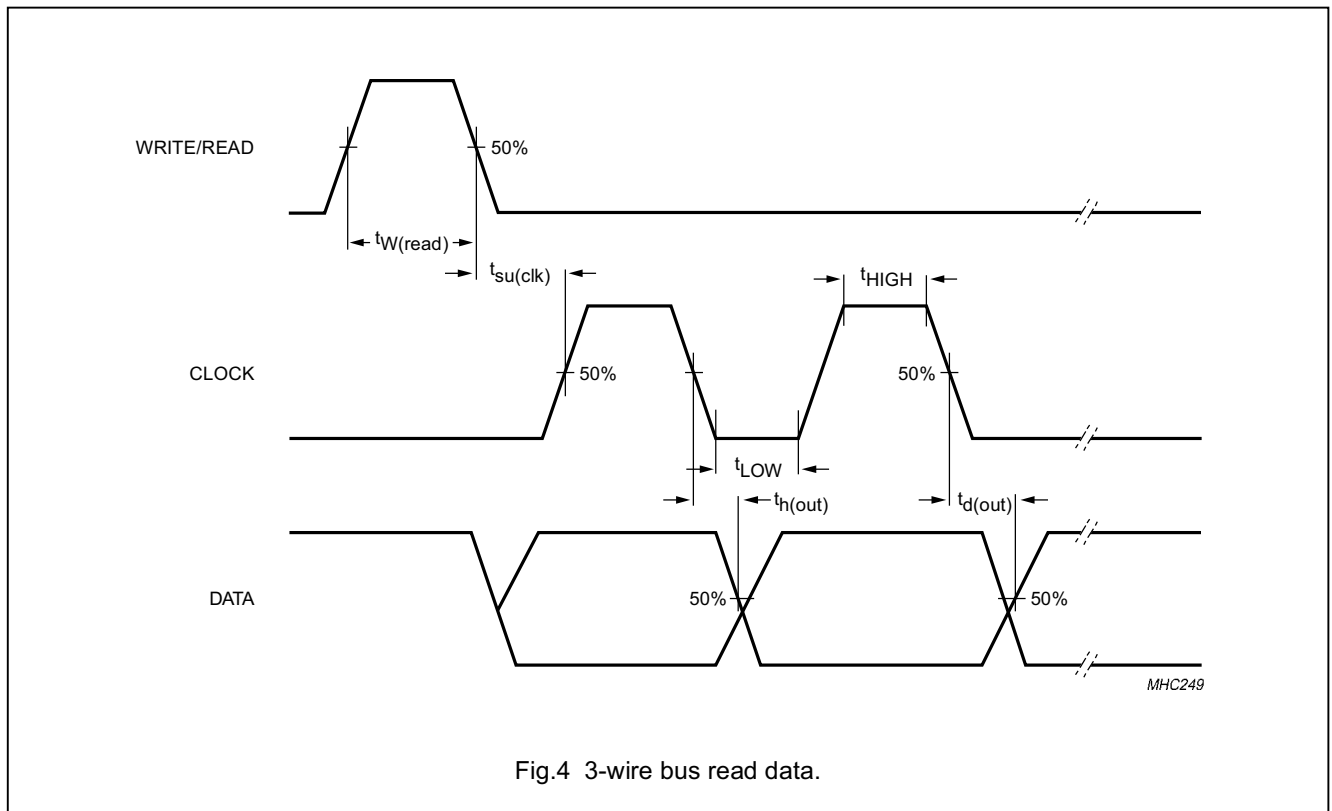 WRITE/READ
50%
tW(read)
tsu(clk)
tHIGH
CLOCK
50%
50%
tLOW
th(out)
td(out)
DATA
50%
50%
MHC249
Fig.4 3-wire bus read data.